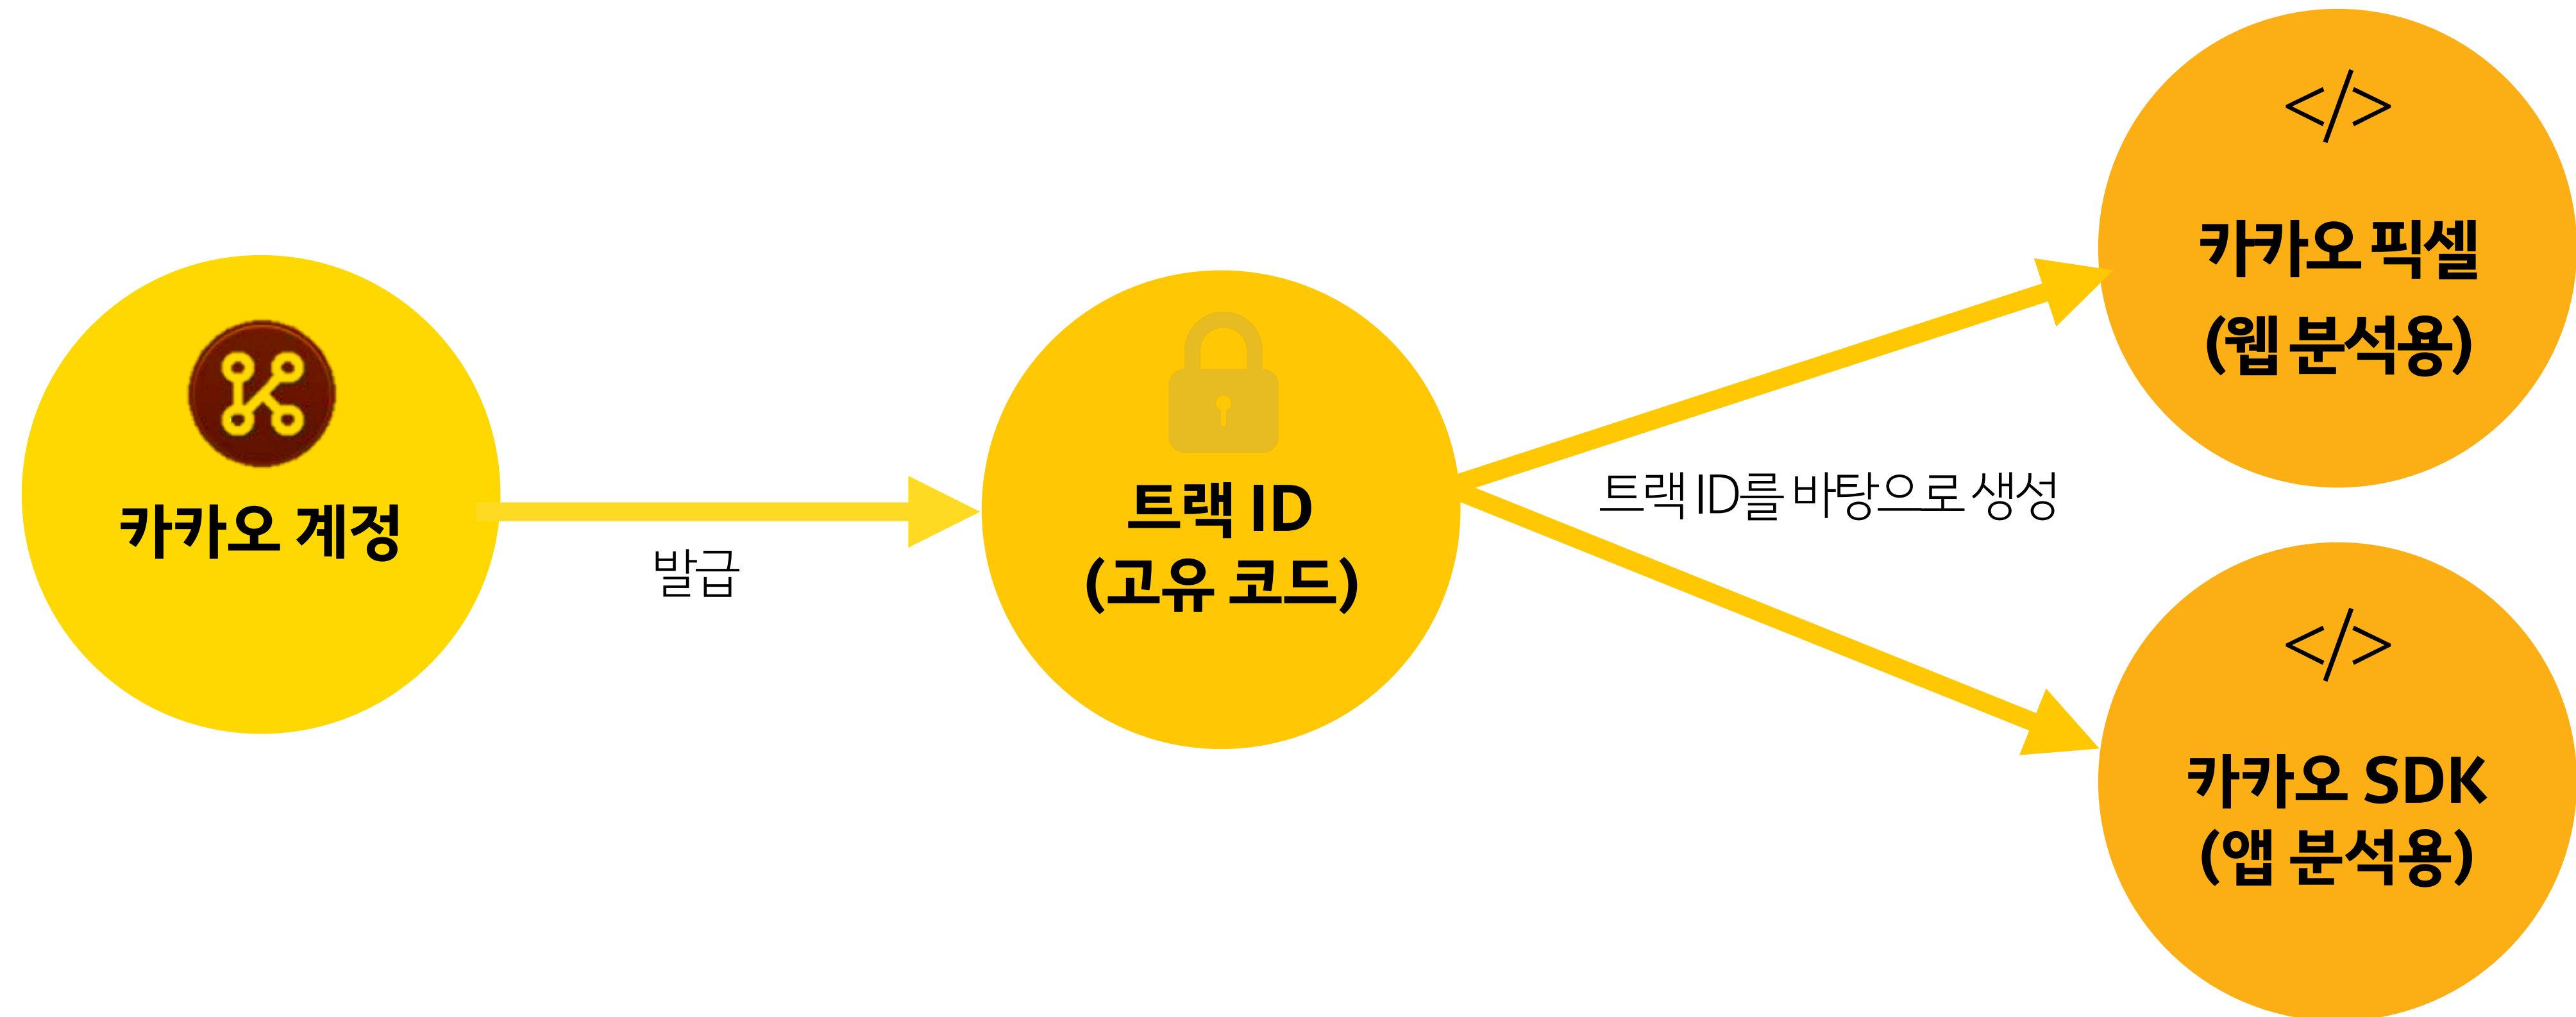 카카오 계정
발급
트랙 ID
(고유 코드)
트랙 ID를 바탕으로 생성
</>
카카오 픽셀
(웹 분석용)
</>
카카오 SDK
(앱 분석용)